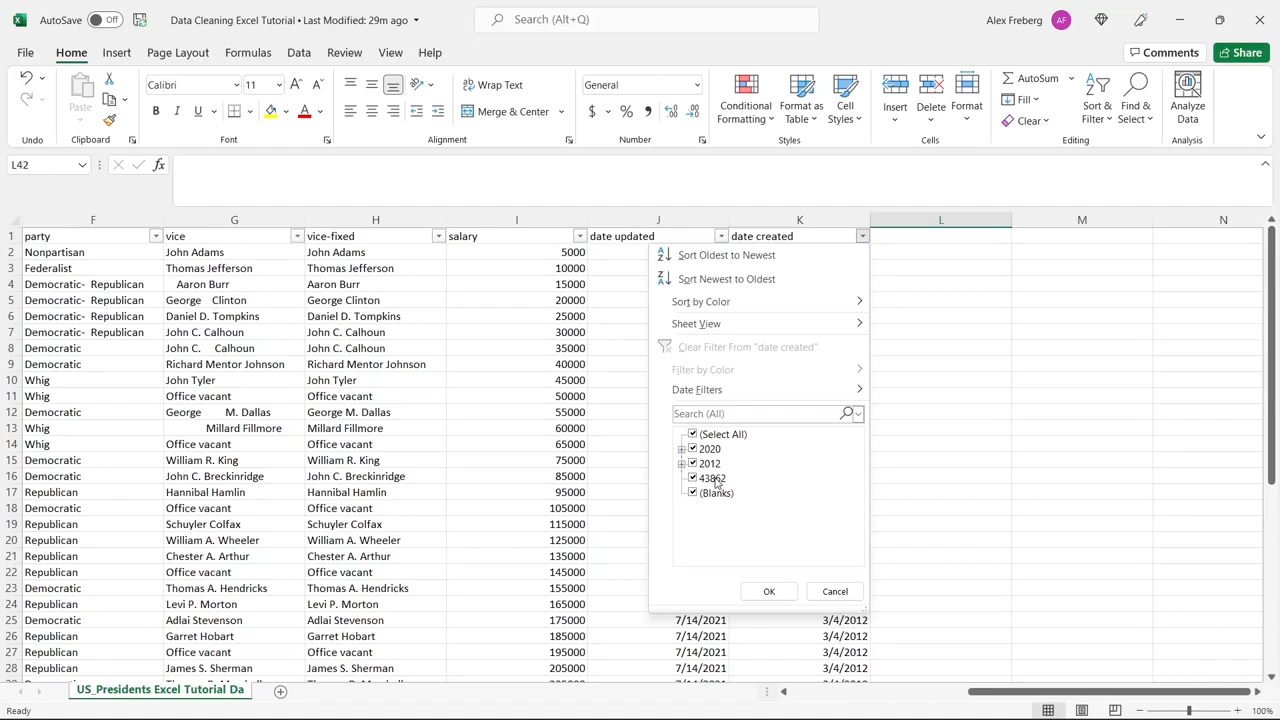 AutoSave Off Data Cleaning Excel Tutorial • Last Modified: 29m ago Search (Alt+Q) Alex Freberg AF
File Home Insert Page Layout Formulas Data Review View Help Comments Share
Calibri 11 Wrap Text General AutoSum
Paste Merge & Center Conditional Formatting Format as Table Cell Styles Insert Delete Format Fill Clear Sort & Filter Find & Select Analyze Data
Undo Clipboard Font Alignment Number Styles Cells Editing Analysis
L42 fx
F G H I J K L M N
1 party vice vice-fixed salary date updated date created
2 Nonpartisan John Adams John Adams 5000
3 Federalist Thomas Jefferson Thomas Jefferson 10000
4 Democratic- Republican Aaron Burr Aaron Burr 15000
5 Democratic- Republican George Clinton George Clinton 20000
6 Democratic- Republican Daniel D. Tompkins Daniel D. Tompkins 25000
7 Democratic- Republican John C. Calhoun John C. Calhoun 30000
8 Democratic John C. Calhoun John C. Calhoun 35000
9 Democratic Richard Mentor Johnson Richard Mentor Johnson 40000
10 Whig John Tyler John Tyler 45000
11 Whig Office vacant Office vacant 50000
12 Democratic George M. Dallas George M. Dallas 55000
13 Whig Millard Fillmore Millard Fillmore 60000
14 Whig Office vacant Office vacant 65000
15 Democratic William R. King William R. King 75000
16 Democratic John C. Breckinridge John C. Breckinridge 85000
17 Republican Hannibal Hamlin Hannibal Hamlin 95000
18 Democratic Office vacant Office vacant 105000
19 Republican Schuyler Colfax Schuyler Colfax 115000
20 Republican William A. Wheeler William A. Wheeler 125000
21 Republican Chester A. Arthur Chester A. Arthur 135000
22 Republican Office vacant Office vacant 145000
23 Democratic Thomas A. Hendricks Thomas A. Hendricks 155000
24 Republican Levi P. Morton Levi P. Morton 165000
25 Democratic Adlai Stevenson Adlai Stevenson 175000 7/14/2021 3/4/2012
26 Republican Garret Hobart Garret Hobart 185000 7/14/2021 3/4/2012
27 Republican Office vacant Office vacant 195000 7/14/2021 3/4/2012
28 Republican James S. Sherman James S. Sherman 205000 7/14/2021 3/4/2012
Sort Oldest to Newest
Sort Newest to Oldest
Sort by Color
Sheet View
Clear Filter From "date created"
Filter by Color
Date Filters
Search (All)
(Select All)
2020
2012
43862
(Blanks)
OK Cancel
US_Presidents Excel Tutorial Da
Ready 100%